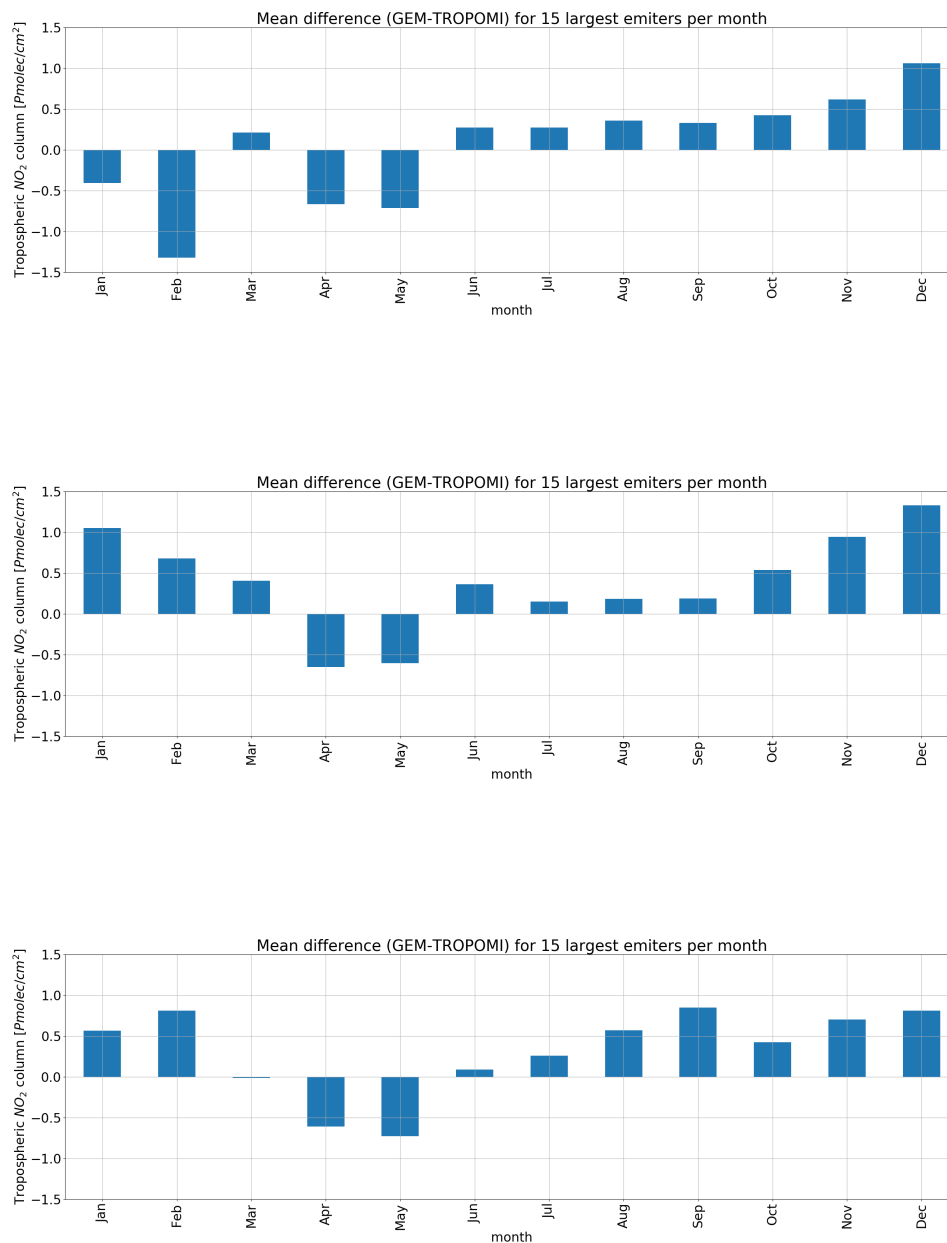 Mean difference (GEM-TROPOMI) for 15 largest emiters per month
Tropospheric NO₂ column [Pmolec/cm²]
1.5
1.0
0.5
0.0
−0.5
−1.0
−1.5
Jan Feb Mar Apr May Jun Jul Aug Sep Oct Nov Dec
month
Mean difference (GEM-TROPOMI) for 15 largest emiters per month
Tropospheric NO₂ column [Pmolec/cm²]
1.5
1.0
0.5
0.0
−0.5
−1.0
−1.5
Jan Feb Mar Apr May Jun Jul Aug Sep Oct Nov Dec
month
Mean difference (GEM-TROPOMI) for 15 largest emiters per month
Tropospheric NO₂ column [Pmolec/cm²]
1.5
1.0
0.5
0.0
−0.5
−1.0
−1.5
Jan Feb Mar Apr May Jun Jul Aug Sep Oct Nov Dec
month